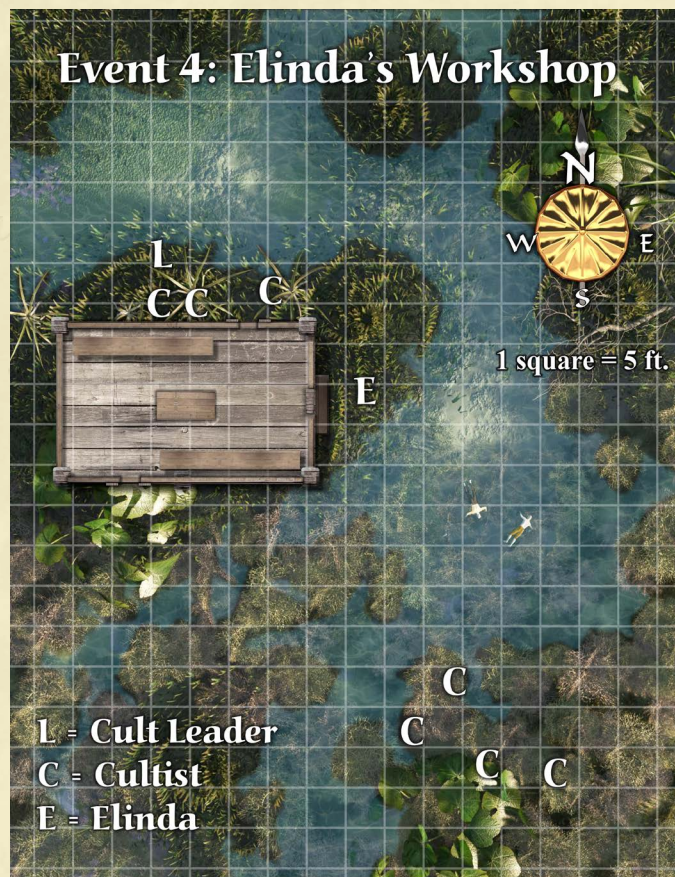 Event 4: Elinda's Workshop
N
W E
S
L
C C C
1 square = 5 ft.
E
C
C
C C
L = Cult Leader
C = Cultist
E = Elinda